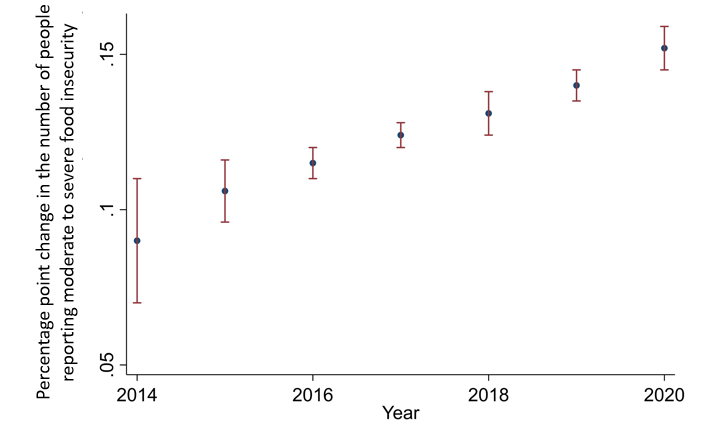 Percentage point change in the number of people
reporting moderate to severe food insecurity
.15
.1
.05
2014
2016
2018
2020
Year